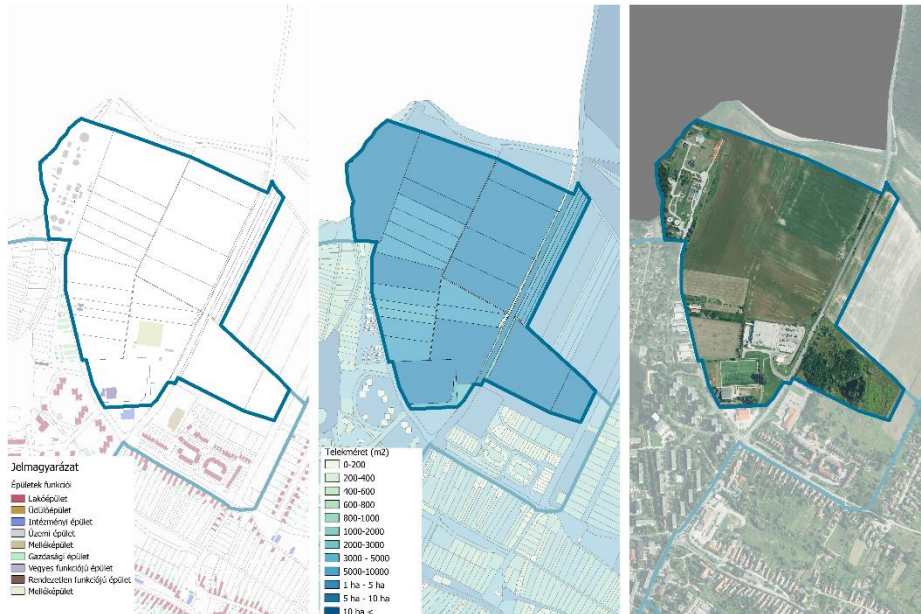 Jelmagyarázat
Épületek funkciói
Lakóépület
Üdülőépület
Intézményi épület
Üzemi épület
Melléképület
Gazdasági épület
Vegyes funkciójú épület
Rendezetlen funkciójú épület
Melléképület
Telekméret (m2)
0-200
200-400
400-600
600-800
800-1000
1000-2000
2000-3000
3000 - 5000
5000-10000
1 ha - 5 ha
5 ha - 10 ha
10 ha <